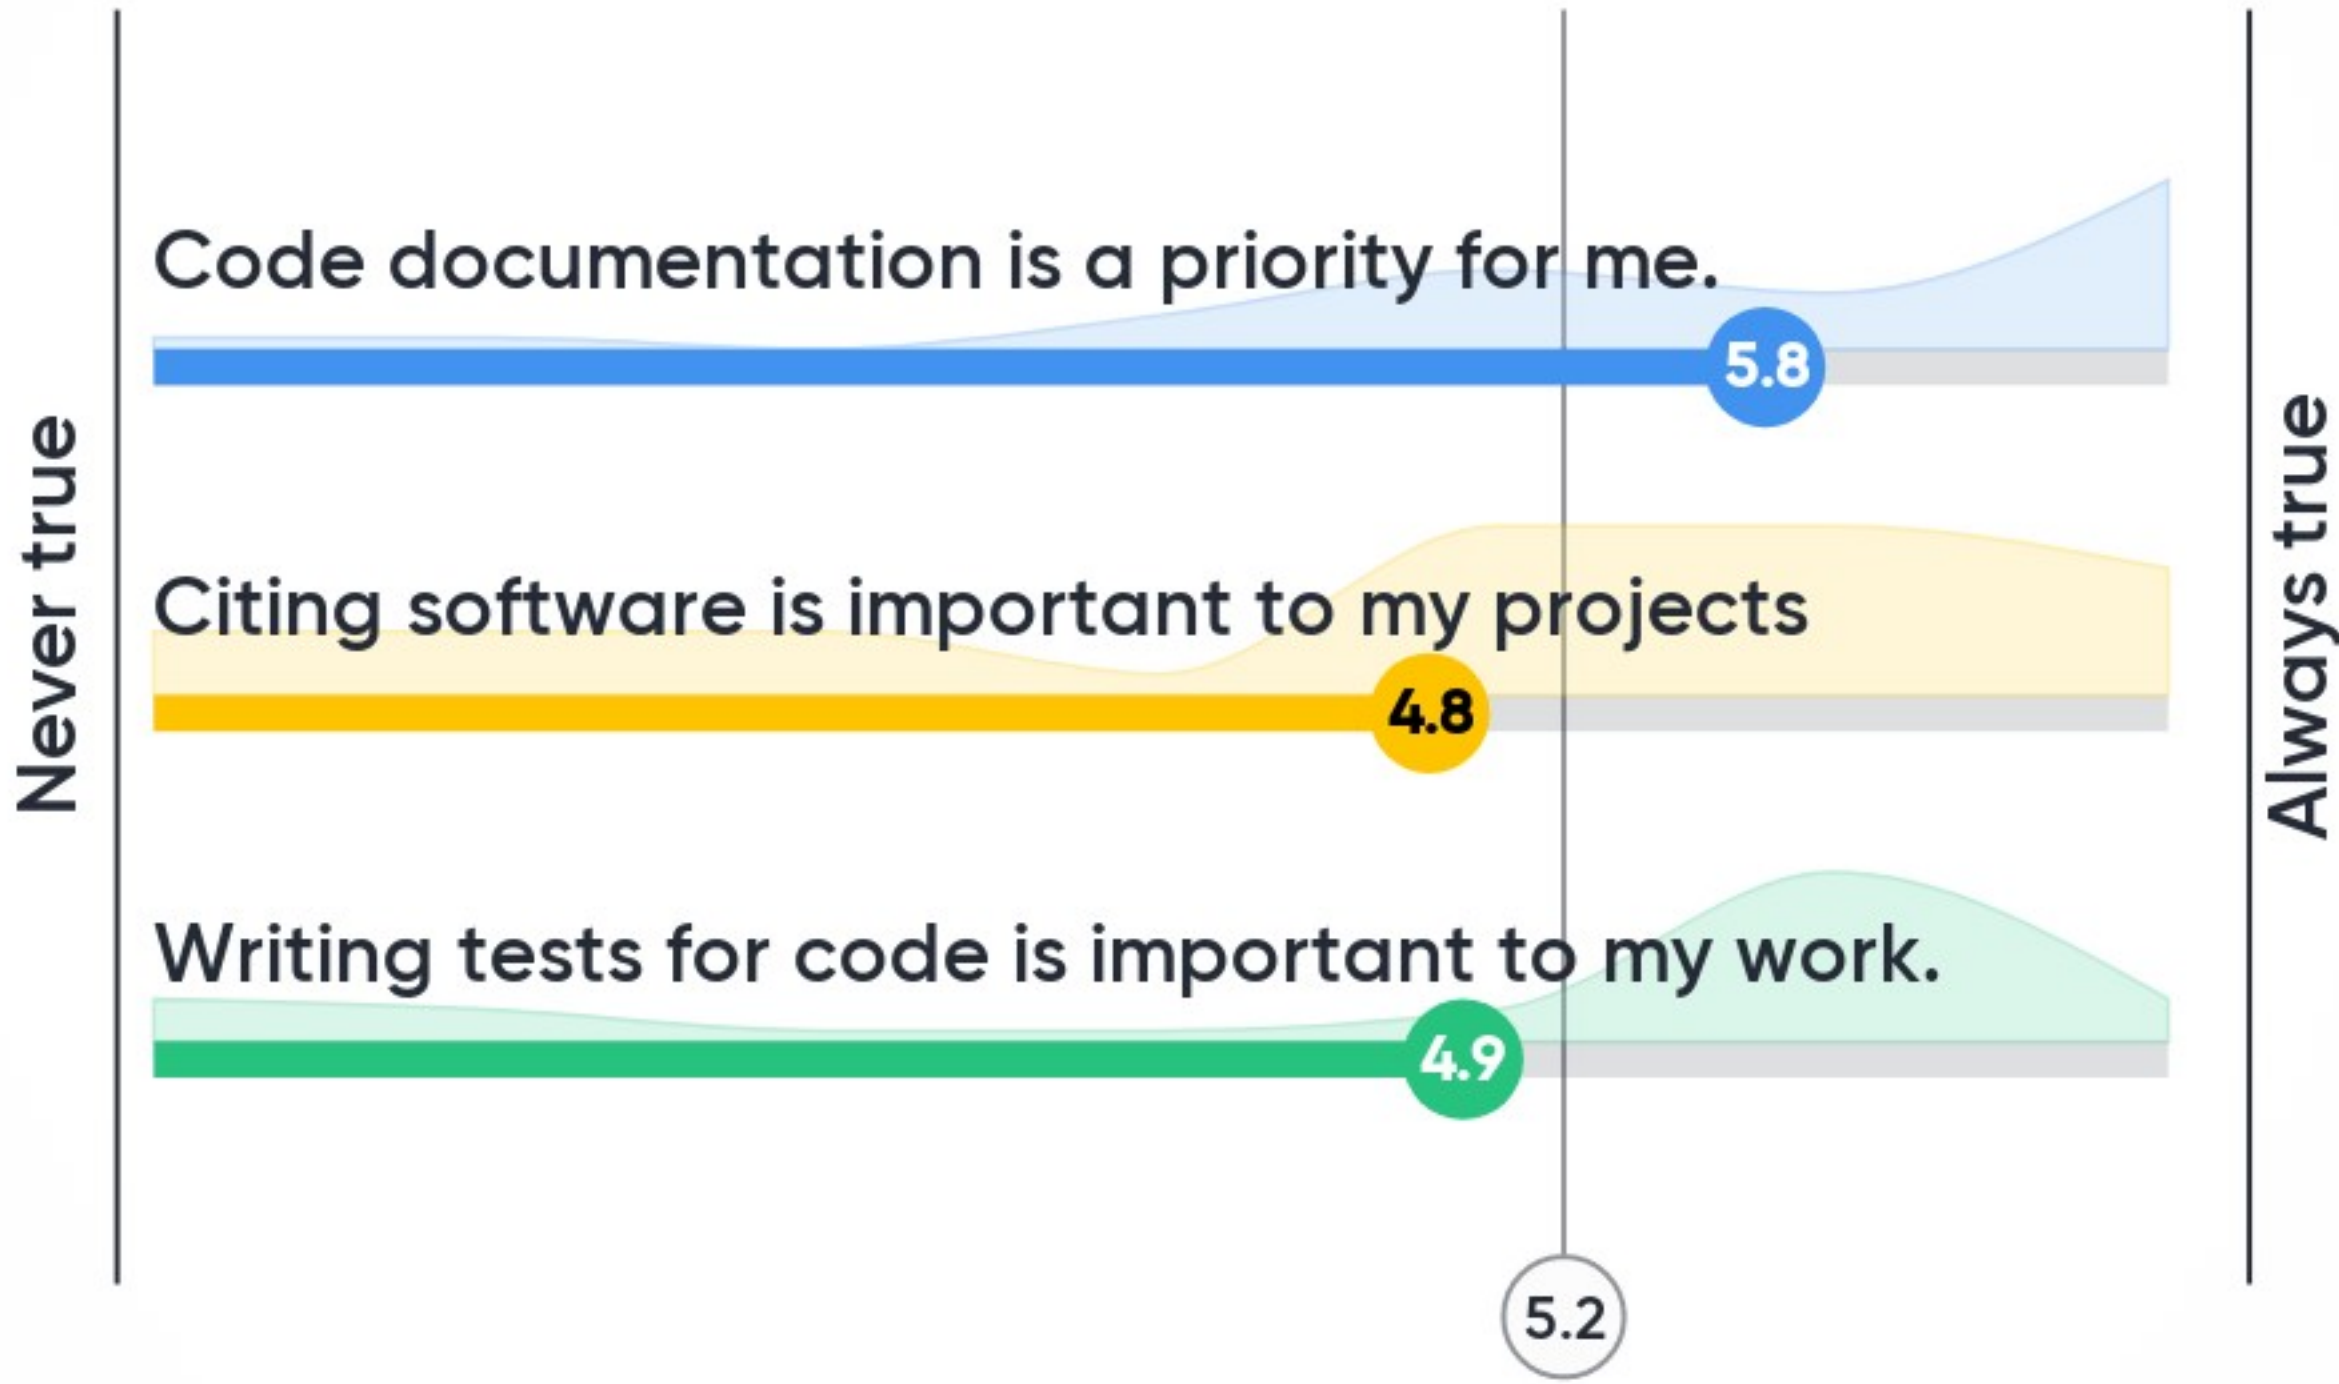 Never true
Code documentation is a priority for me.
5.8
Citing software is important to my projects
4.8
Writing tests for code is important to my work.
4.9
5.2
Always true